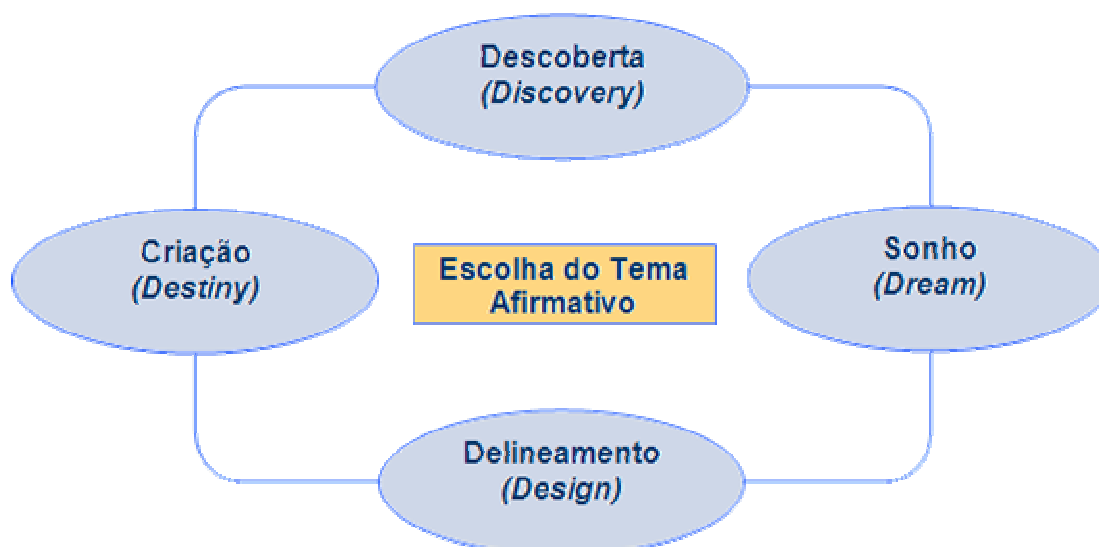 Descoberta
(Discovery)
Criação
(Destiny)
Escolha do Tema
Afirmativo
Sonho
(Dream)
Delineamento
(Design)